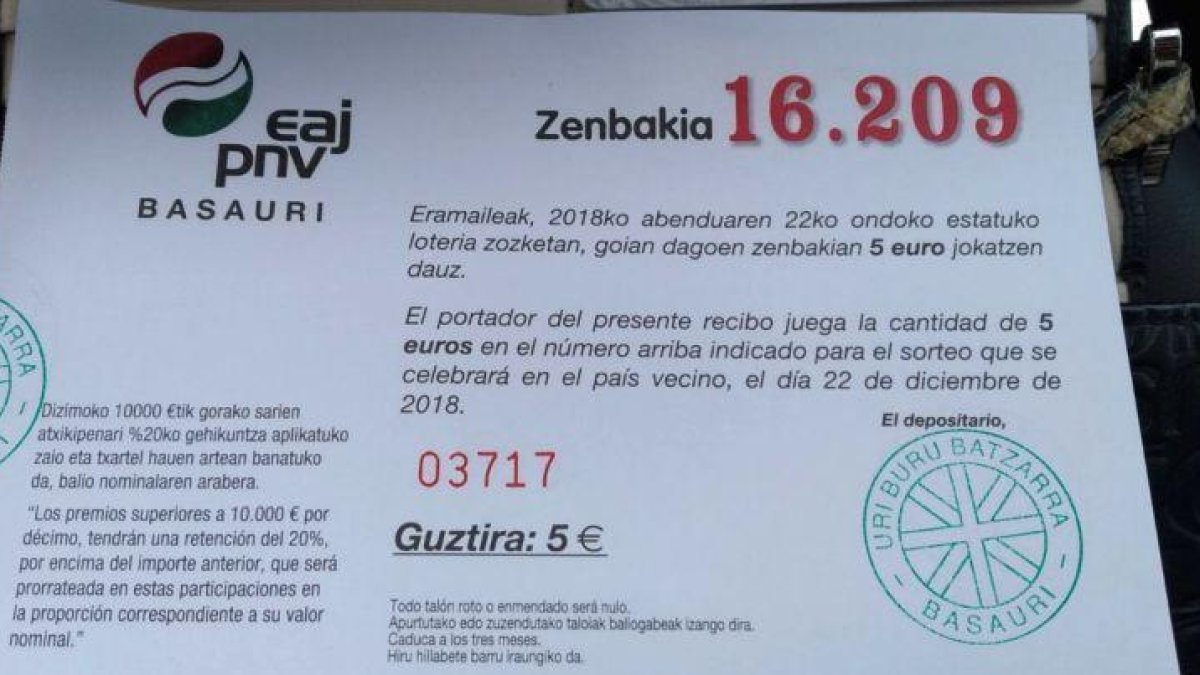 eaj
pnv
BASAURI
Zenbakia 16.209
Eramaileak, 2018ko abenduaren 22ko ondoko estatuko
loteria zozketan, goian dagoen zenbakian 5 euro jokatzen
dauz.
El portador del presente recibo juega la cantidad de 5
euros en el número arriba indicado para el sorteo que se
celebrará en el país vecino, el día 22 de diciembre de
2018.
ARRA
Dizimoko 10000 €tik gorako sarien
atxikipenari %20ko gehikuntza aplikatuko
zaio eta txartel hauen artean banatuko
da, balio nominalaren arabera.
"Los premios superiores a 10.000 € por
décimo, tendrán una retención del 20%,
por encima del importe anterior, que será
prorrateada en estas participaciones en
la proporción correspondiente a su valor
nominal."
03717
Guztira: 5 €
El depositario,
URI BURU BATZARRA
- BASAURI -
Todo talón roto o enmendado será nulo.
Apurtutako edo zuzendutako taloiak baliogabeak izango dira.
Caduca a los tres meses.
Hiru hillabete barru iraungiko da.